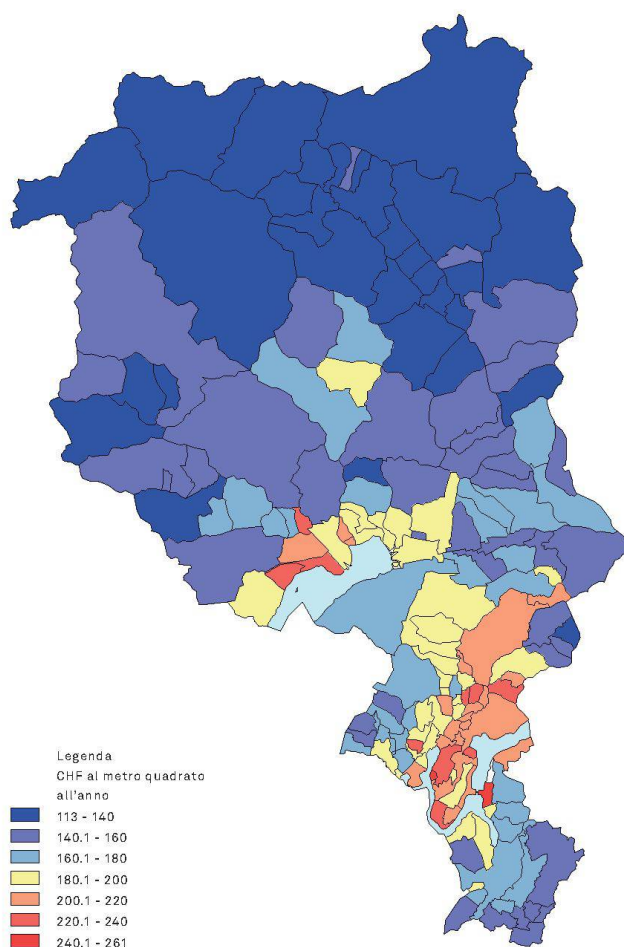 Legenda
CHF al metro quadrato
all'anno
113 - 140
140.1 - 160
160.1 - 180
180.1 - 200
200.1 - 220
220.1 - 240
240.1 - 261